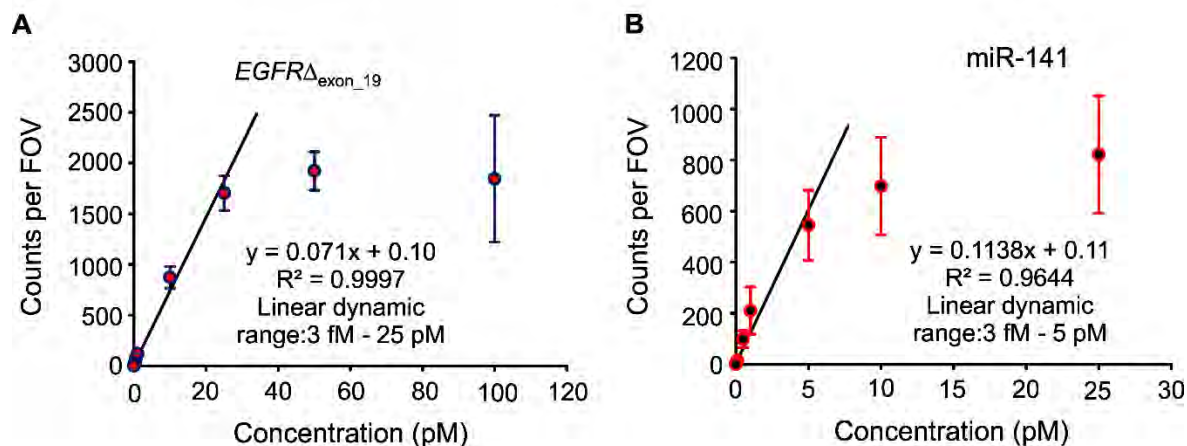 A
EGFRΔexon_19
Counts per FOV
3000
2500
2000
1500
1000
500
0
y = 0.071x + 0.10
R² = 0.9997
Linear dynamic
range:3 fM - 25 pM
0 20 40 60 80 100 120
Concentration (pM)
B
miR-141
Counts per FOV
1200
1000
800
600
400
200
0
y = 0.1138x + 0.11
R² = 0.9644
Linear dynamic
range:3 fM - 5 pM
0 5 10 15 20 25 30
Concentration (pM)